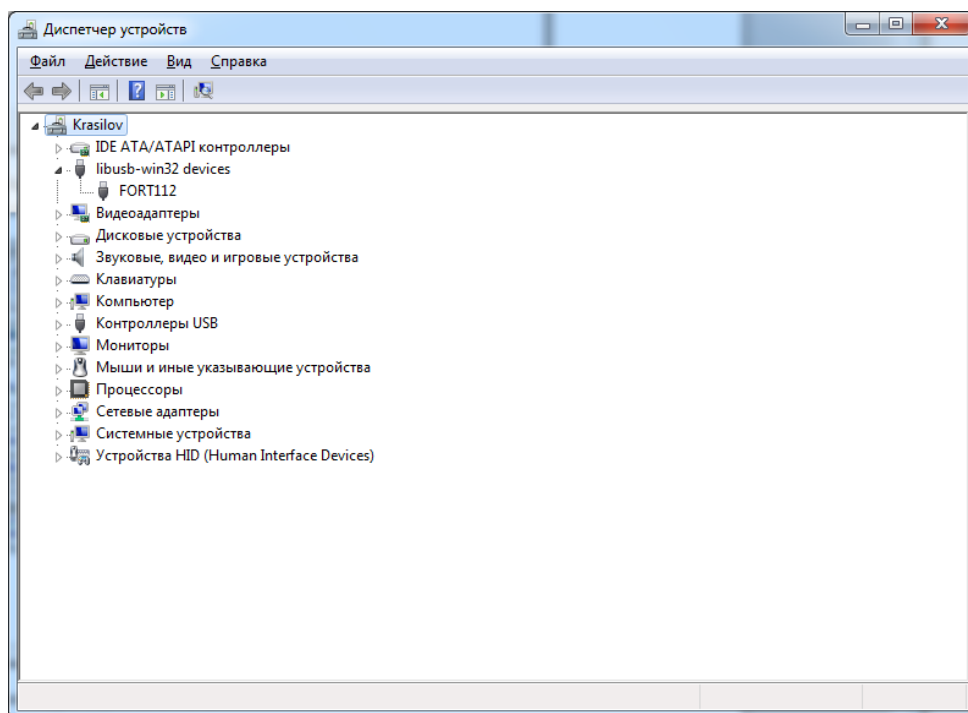 Диспетчер устройств
Файл Действие Вид Справка
Krasilov
IDE ATA/ATAPI контроллеры
libusb-win32 devices
FORT112
Видеоадаптеры
Дисковые устройства
Звуковые, видео и игровые устройства
Клавиатуры
Компьютер
Контроллеры USB
Мониторы
Мыши и иные указывающие устройства
Процессоры
Сетевые адаптеры
Системные устройства
Устройства HID (Human Interface Devices)